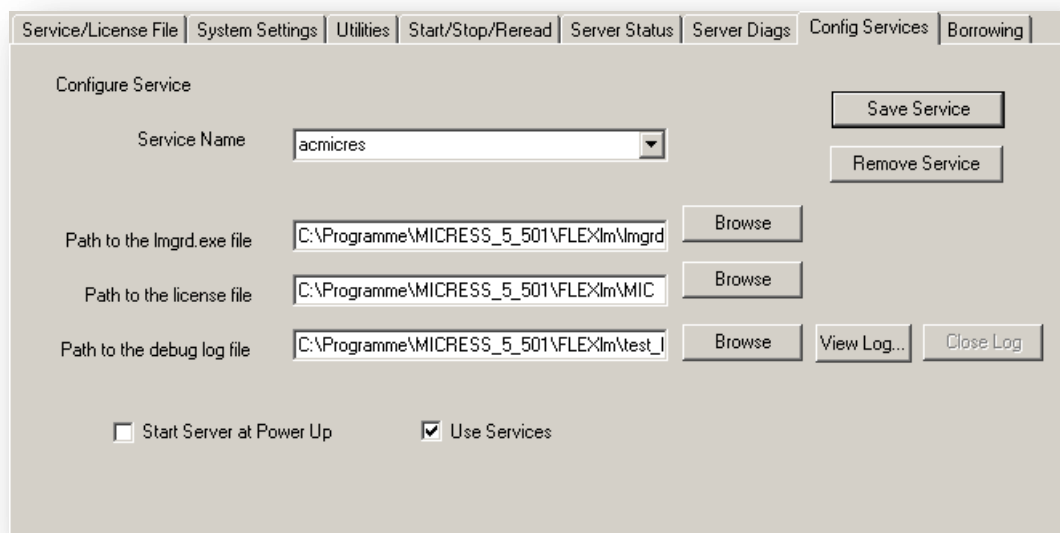 Service/License File System Settings Utilities Start/Stop/Reread Server Status Server Diags Config Services Borrowing
Configure Service
Save Service
Service Name acmicres
Remove Service
Path to the lmgrd.exe file C:\Programme\MICRESS_5_501\FLEXlm\lmgrd Browse
Path to the license file C:\Programme\MICRESS_5_501\FLEXlm\MIC Browse
Path to the debug log file C:\Programme\MICRESS_5_501\FLEXlm\test_l Browse View Log... Close Log
Start Server at Power Up Use Services